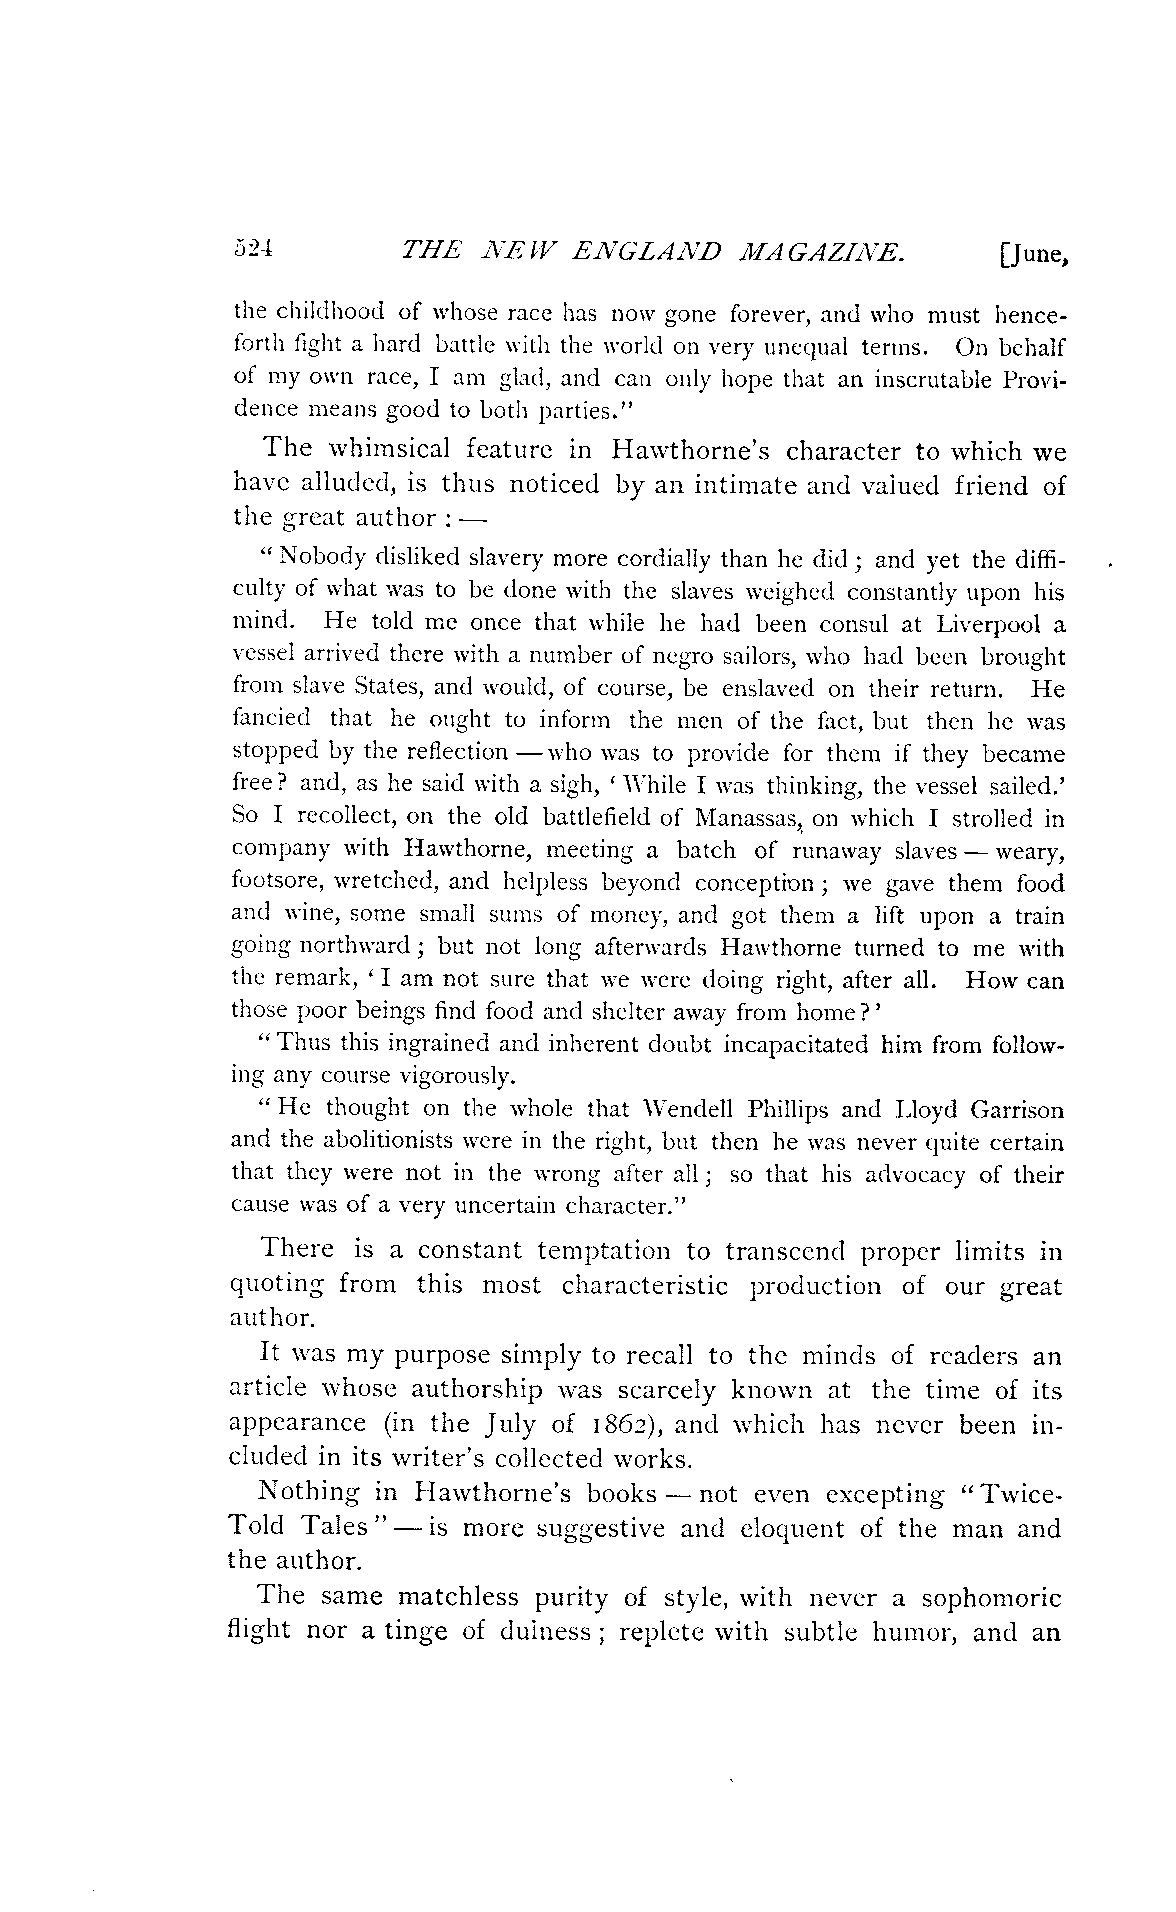 524 THE NEW ENGLAND MAGAZINE. [June,
the childhood of whose race has now gone forever, and who must hence-
forth fight a hard battle with the world on very unequal terms. On behalf
of my own race, I am glad, and can only hope that an inscrutable Provi-
dence means good to both parties."
The whimsical feature in Hawthorne's character to which we
have alluded, is thus noticed by an intimate and valued friend of
the great author : —
" Nobody disliked slavery more cordially than he did ; and yet the diffi-
culty of what was to be done with the slaves weighed constantly upon his
mind. He told me once that while he had been consul at Liverpool a
vessel arrived there with a number of negro sailors, who had been brought
from slave States, and would, of course, be enslaved on their return. He
fancied that he ought to inform the men of the fact, but then he was
stopped by the reflection — who was to provide for them if they became
free ? and, as he said with a sigh, ' While I was thinking, the vessel sailed.'
So I recollect, on the old battlefield of Manassas, on which I strolled in
company with Hawthorne, meeting a batch of runaway slaves — weary,
footsore, wretched, and helpless beyond conception ; we gave them food
and wine, some small sums of money, and got them a lift upon a train
going northward ; but not long afterwards Hawthorne turned to me with
the remark, ' I am not sure that we were doing right, after all. How can
those poor beings find food and shelter away from home ? '
" Thus this ingrained and inherent doubt incapacitated him from follow-
ing any course vigorously.
" He thought on the whole that Wendell Phillips and Lloyd Garrison
and the abolitionists were in the right, but then he was never quite certain
that they were not in the wrong after all ; so that his advocacy of their
cause was of a very uncertain character."
There is a constant temptation to transcend proper limits in
quoting from this most characteristic production of our great
author.
It was my purpose simply to recall to the minds of readers an
article whose authorship was scarcely known at the time of its
appearance (in the July of 1862), and which has never been in-
cluded in its writer's collected works.
Nothing in Hawthorne's books — not even excepting " Twice-
Told Tales " — is more suggestive and eloquent of the man and
the author.
The same matchless purity of style, with never a sophomoric
flight nor a tinge of dulness ; replete with subtle humor, and an